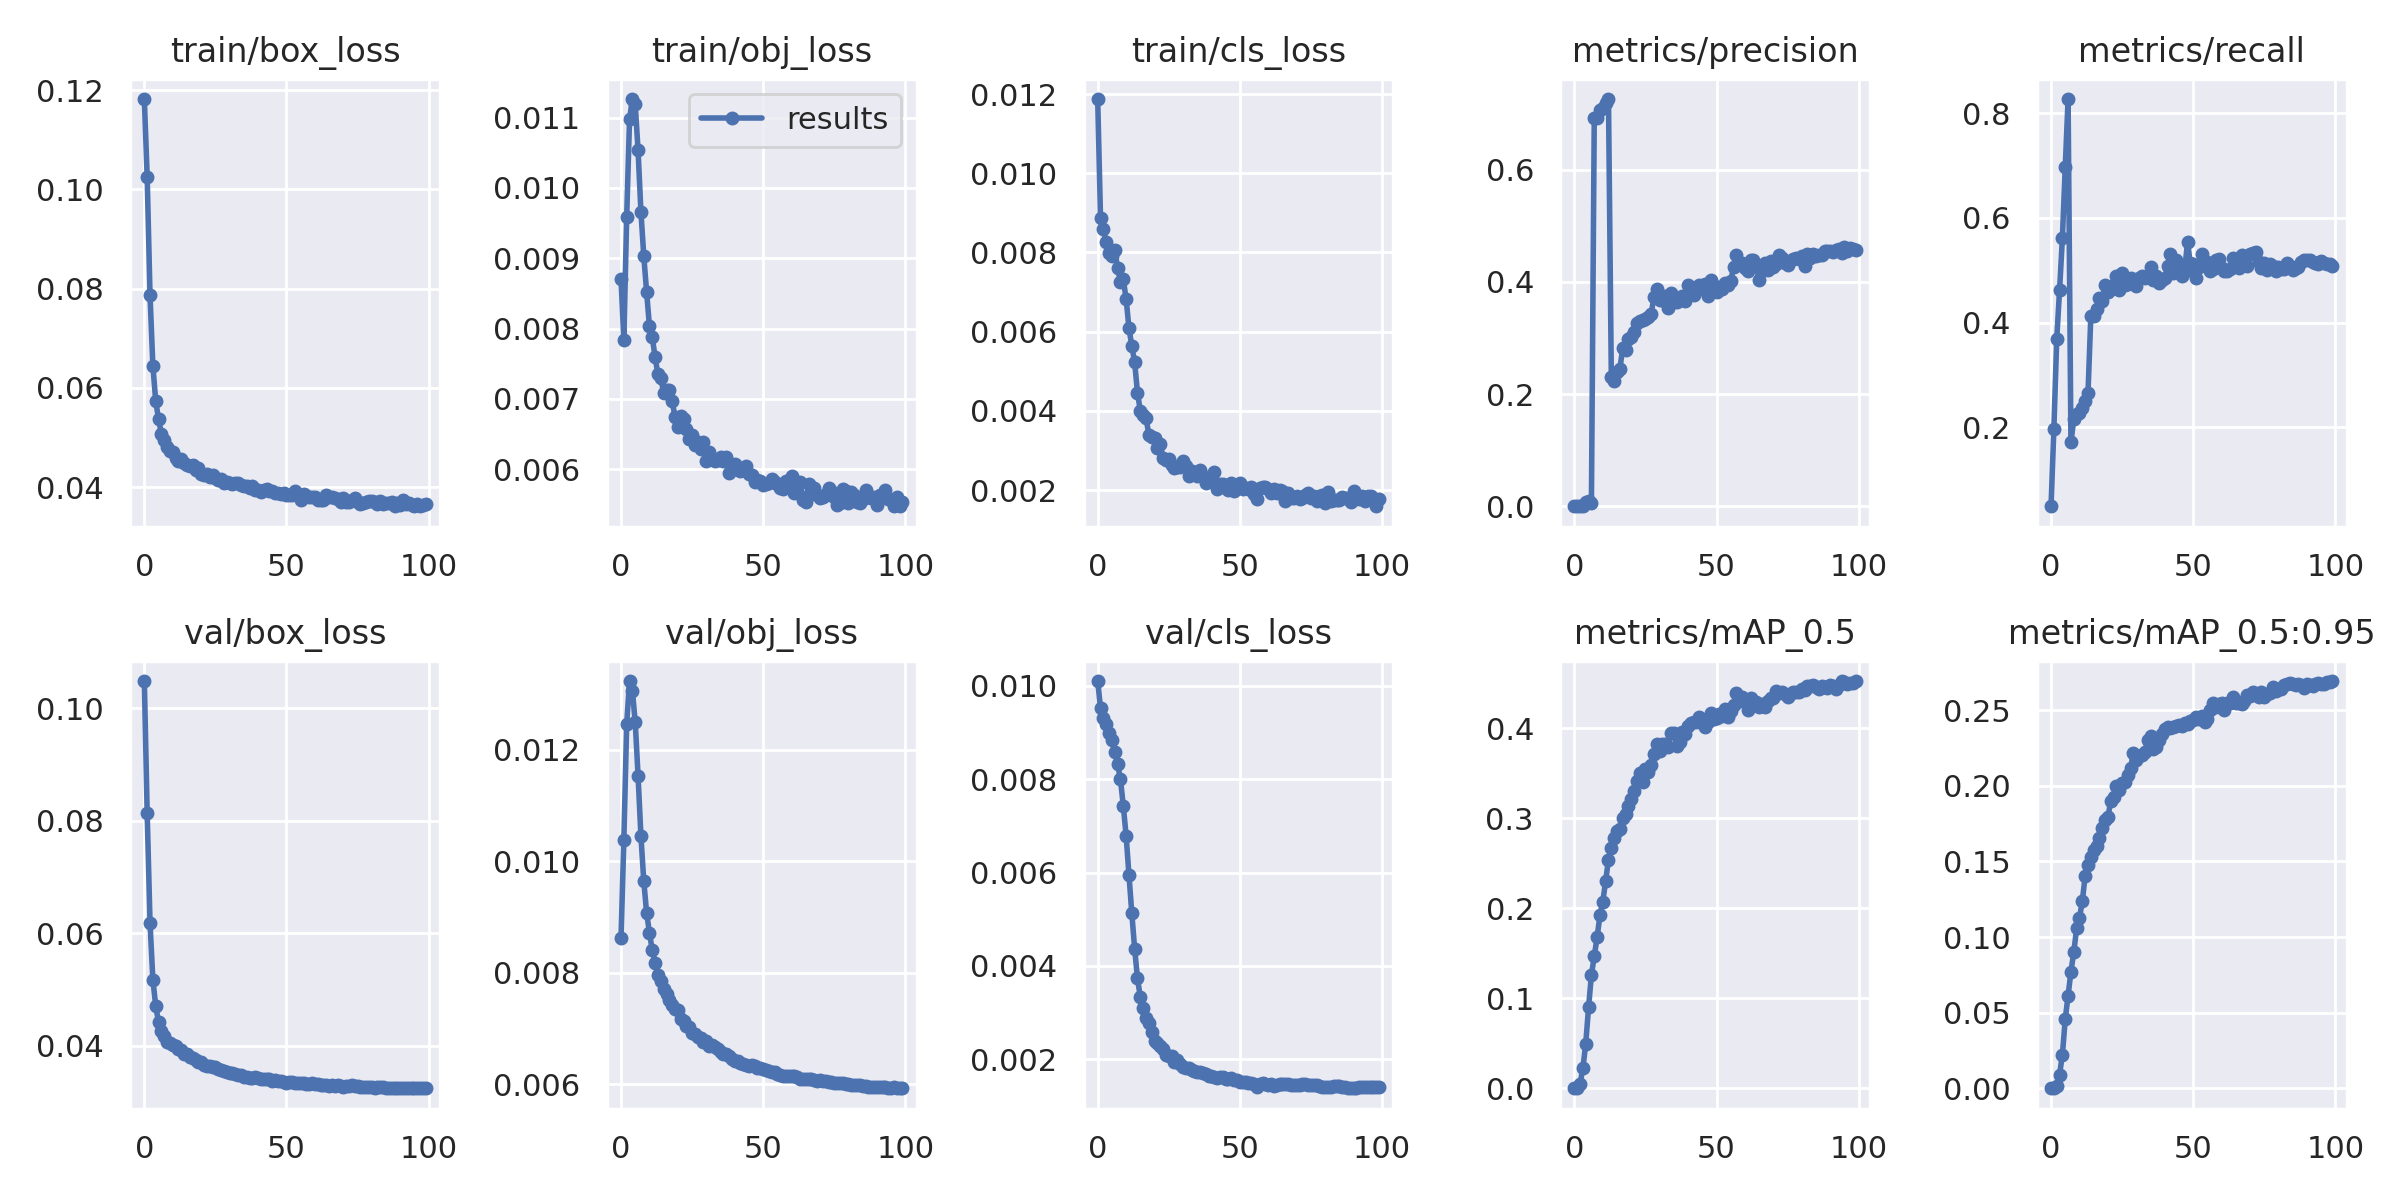 train/box_loss
0.12
0.10
0.08
0.06
0.04
0 50 100
train/obj_loss
results
0.011
0.010
0.009
0.008
0.007
0.006
0 50 100
train/cls_loss
0.012
0.010
0.008
0.006
0.004
0.002
0 50 100
metrics/precision
0.6
0.4
0.2
0.0
0 50 100
metrics/recall
0.8
0.6
0.4
0.2
0 50 100
val/box_loss
0.10
0.08
0.06
0.04
0 50 100
val/obj_loss
0.012
0.010
0.008
0.006
0 50 100
val/cls_loss
0.010
0.008
0.006
0.004
0.002
0 50 100
metrics/mAP_0.5
0.4
0.3
0.2
0.1
0.0
0 50 100
metrics/mAP_0.5:0.95
0.25
0.20
0.15
0.10
0.05
0.00
0 50 100